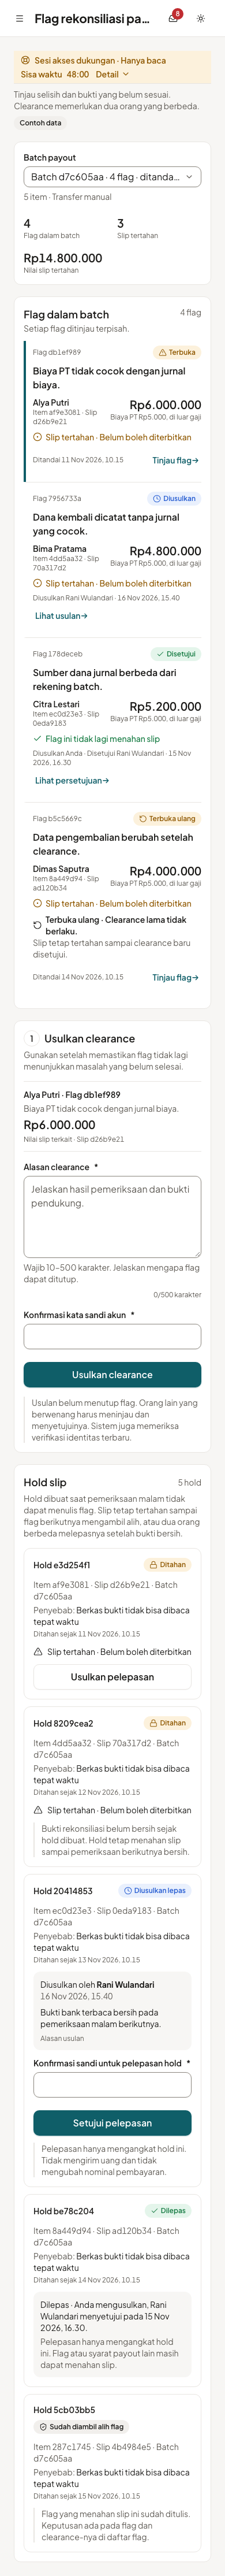 Flag rekonsiliasi pa...
8
Sesi akses dukungan · Hanya baca
Sisa waktu 48:00 Detail
Tinjau selisih dan bukti yang belum sesuai.
Clearance memerlukan dua orang yang berbeda.
Contoh data
Batch payout
Batch d7c605aa · 4 flag · ditanda...
5 item · Transfer manual
4
Flag dalam batch
3
Slip tertahan
Rp14.800.000
Nilai slip tertahan
Flag dalam batch
4 flag
Setiap flag ditinjau terpisah.
Flag db1ef989
Terbuka
Biaya PT tidak cocok dengan jurnal
biaya.
Alya Putri
Item af9e3081 · Slip
d26b9e21
Rp6.000.000
Biaya PT Rp5.000, di luar gaji
Slip tertahan · Belum boleh diterbitkan
Ditandai 11 Nov 2026, 10.15
Tinjau flag→
Flag 7956733a
Diusulkan
Dana kembali dicatat tanpa jurnal
yang cocok.
Bima Pratama
Item 4dd5aa32 · Slip
70a317d2
Rp4.800.000
Biaya PT Rp5.000, di luar gaji
Slip tertahan · Belum boleh diterbitkan
Diusulkan Rani Wulandari · 16 Nov 2026, 15.40
Lihat usulan→
Flag 178deceb
Disetujui
Sumber dana jurnal berbeda dari
rekening batch.
Citra Lestari
Item ec0d23e3 · Slip
0eda9183
Rp5.200.000
Biaya PT Rp5.000, di luar gaji
Flag ini tidak lagi menahan slip
Diusulkan Anda · Disetujui Rani Wulandari · 15 Nov
2026, 16.30
Lihat persetujuan→
Flag b5c5669c
Terbuka ulang
Data pengembalian berubah setelah
clearance.
Dimas Saputra
Item 8a449d94 · Slip
ad120b34
Rp4.000.000
Biaya PT Rp5.000, di luar gaji
Slip tertahan · Belum boleh diterbitkan
Terbuka ulang · Clearance lama tidak
berlaku.
Slip tetap tertahan sampai clearance baru
disetujui.
Ditandai 14 Nov 2026, 10.15
Tinjau flag→
1 Usulkan clearance
Gunakan setelah memastikan flag tidak lagi
menunjukkan masalah yang belum selesai.
Alya Putri · Flag db1ef989
Biaya PT tidak cocok dengan jurnal biaya.
Rp6.000.000
Nilai slip terkait · Slip d26b9e21
Alasan clearance *
Jelaskan hasil pemeriksaan dan bukti
pendukung.
Wajib 10–500 karakter. Jelaskan mengapa flag
dapat ditutup.
0/500 karakter
Konfirmasi kata sandi akun *
Usulkan clearance
Usulan belum menutup flag. Orang lain yang
berwenang harus meninjau dan
menyetujuinya. Sistem juga memeriksa
verifikasi identitas terbaru.
Hold slip
5 hold
Hold dibuat saat pemeriksaan malam tidak
dapat menulis flag. Slip tetap tertahan sampai
flag berikutnya mengambil alih, atau dua orang
berbeda melepasnya setelah bukti bersih.
Hold e3d254f1
Ditahan
Item af9e3081 · Slip d26b9e21 · Batch
d7c605aa
Penyebab: Berkas bukti tidak bisa dibaca
tepat waktu
Ditahan sejak 11 Nov 2026, 10.15
Slip tertahan · Belum boleh diterbitkan
Usulkan pelepasan
Hold 8209cea2
Ditahan
Item 4dd5aa32 · Slip 70a317d2 · Batch
d7c605aa
Penyebab: Berkas bukti tidak bisa dibaca
tepat waktu
Ditahan sejak 12 Nov 2026, 10.15
Slip tertahan · Belum boleh diterbitkan
Bukti rekonsiliasi belum bersih sejak
hold dibuat. Hold tetap menahan slip
sampai pemeriksaan berikutnya bersih.
Hold 20414853
Diusulkan lepas
Item ec0d23e3 · Slip 0eda9183 · Batch
d7c605aa
Penyebab: Berkas bukti tidak bisa dibaca
tepat waktu
Ditahan sejak 13 Nov 2026, 10.15
Diusulkan oleh Rani Wulandari
16 Nov 2026, 15.40
Bukti bank terbaca bersih pada
pemeriksaan malam berikutnya.
Alasan usulan
Konfirmasi sandi untuk pelepasan hold *
Setujui pelepasan
Pelepasan hanya mengangkat hold ini.
Tidak mengirim uang dan tidak
mengubah nominal pembayaran.
Hold be78c204
Dilepas
Item 8a449d94 · Slip ad120b34 · Batch
d7c605aa
Penyebab: Berkas bukti tidak bisa dibaca
tepat waktu
Ditahan sejak 14 Nov 2026, 10.15
Dilepas · Anda mengusulkan, Rani
Wulandari menyetujui pada 15 Nov
2026, 16.30.
Pelepasan hanya mengangkat hold
ini. Flag atau syarat payout lain masih
dapat menahan slip.
Hold 5cb03bb5
Sudah diambil alih flag
Item 287c1745 · Slip 4b4984e5 · Batch
d7c605aa
Penyebab: Berkas bukti tidak bisa dibaca
tepat waktu
Ditahan sejak 15 Nov 2026, 10.15
Flag yang menahan slip ini sudah ditulis.
Keputusan ada pada flag dan
clearance-nya di daftar flag.